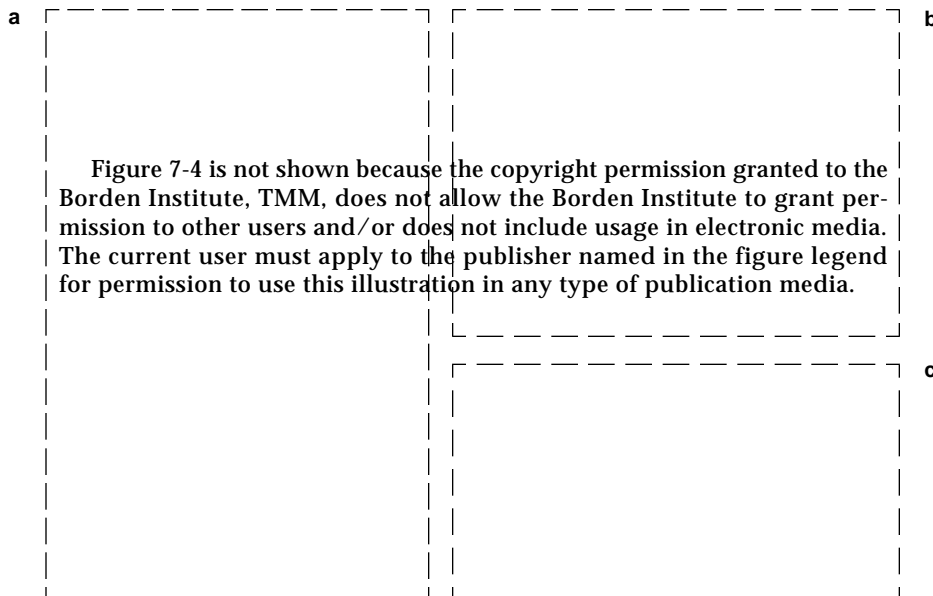 a
b
Figure 7-4 is not shown because the copyright permission granted to the
Borden Institute, TMM, does not allow the Borden Institute to grant per-
mission to other users and/or does not include usage in electronic media.
The current user must apply to the publisher named in the figure legend
for permission to use this illustration in any type of publication media.
c